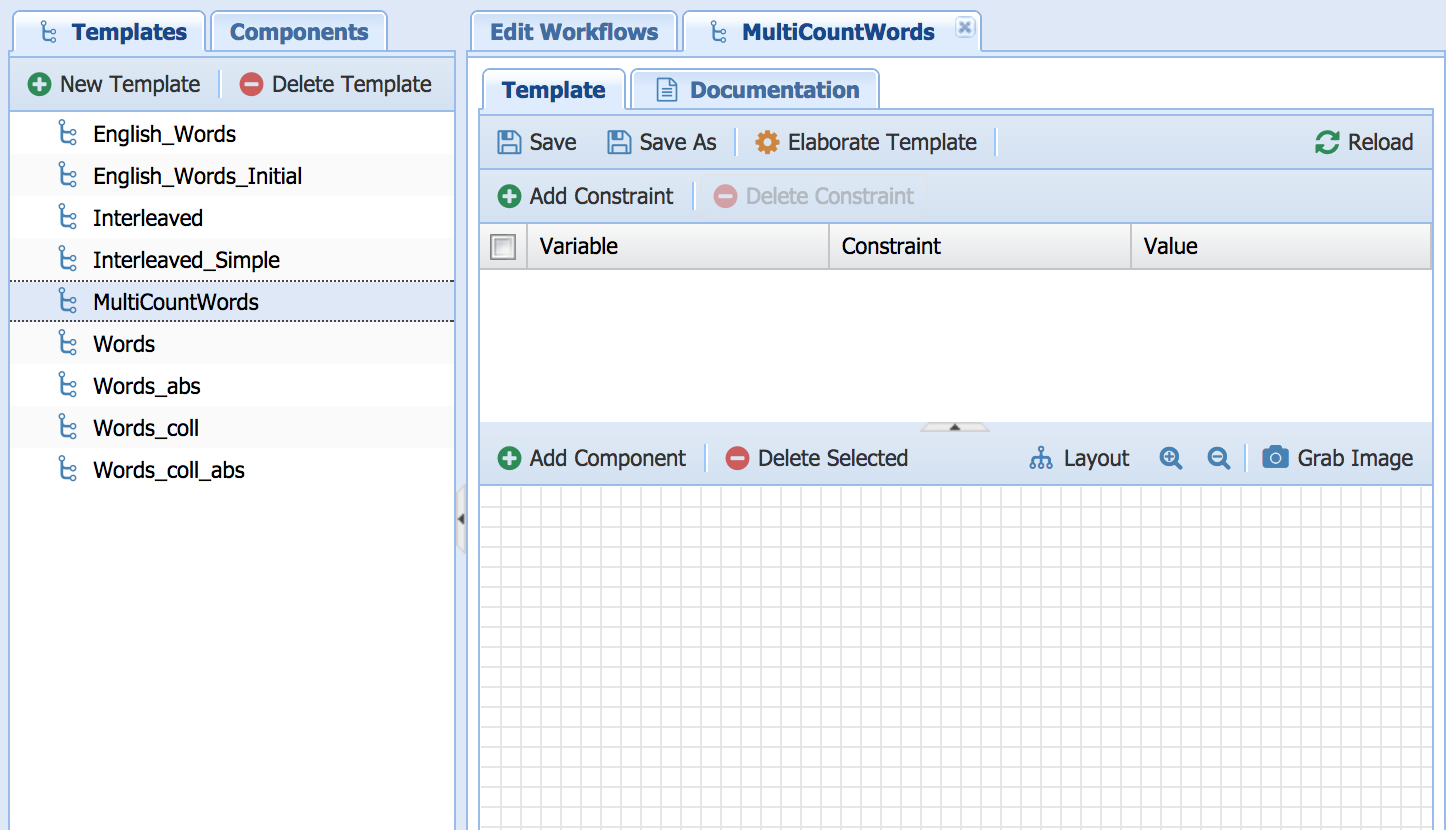 Templates Components
New Template Delete Template
English_Words
English_Words_Initial
Interleaved
Interleaved_Simple
MultiCountWords
Words
Words_abs
Words_coll
Words_coll_abs
Edit Workflows MultiCountWords
Template Documentation
Save Save As Elaborate Template Reload
Add Constraint Delete Constraint
Variable Constraint Value
Add Component Delete Selected Layout Grab Image